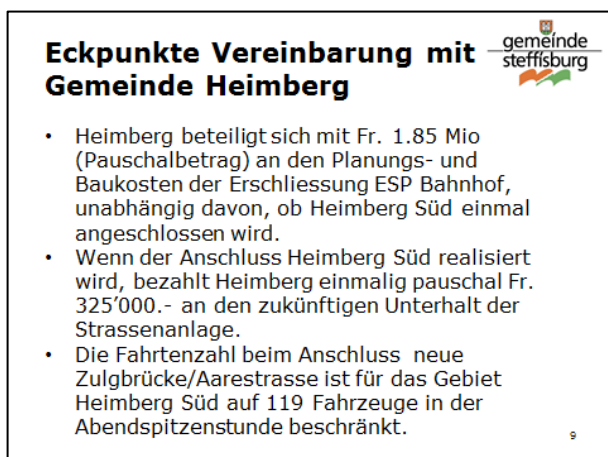 Eckpunkte Vereinbarung mit
Gemeinde Heimberg
gemeinde
steffisburg
• Heimberg beteiligt sich mit Fr. 1.85 Mio
(Pauschalbetrag) an den Planungs- und
Baukosten der Erschliessung ESP Bahnhof,
unabhängig davon, ob Heimberg Süd einmal
angeschlossen wird.
• Wenn der Anschluss Heimberg Süd realisiert
wird, bezahlt Heimberg einmalig pauschal Fr.
325’000.- an den zukünftigen Unterhalt der
Strassenanlage.
• Die Fahrtenzahl beim Anschluss neue
Zulgbrücke/Aarestrasse ist für das Gebiet
Heimberg Süd auf 119 Fahrzeuge in der
Abendspitzenstunde beschränkt.
9